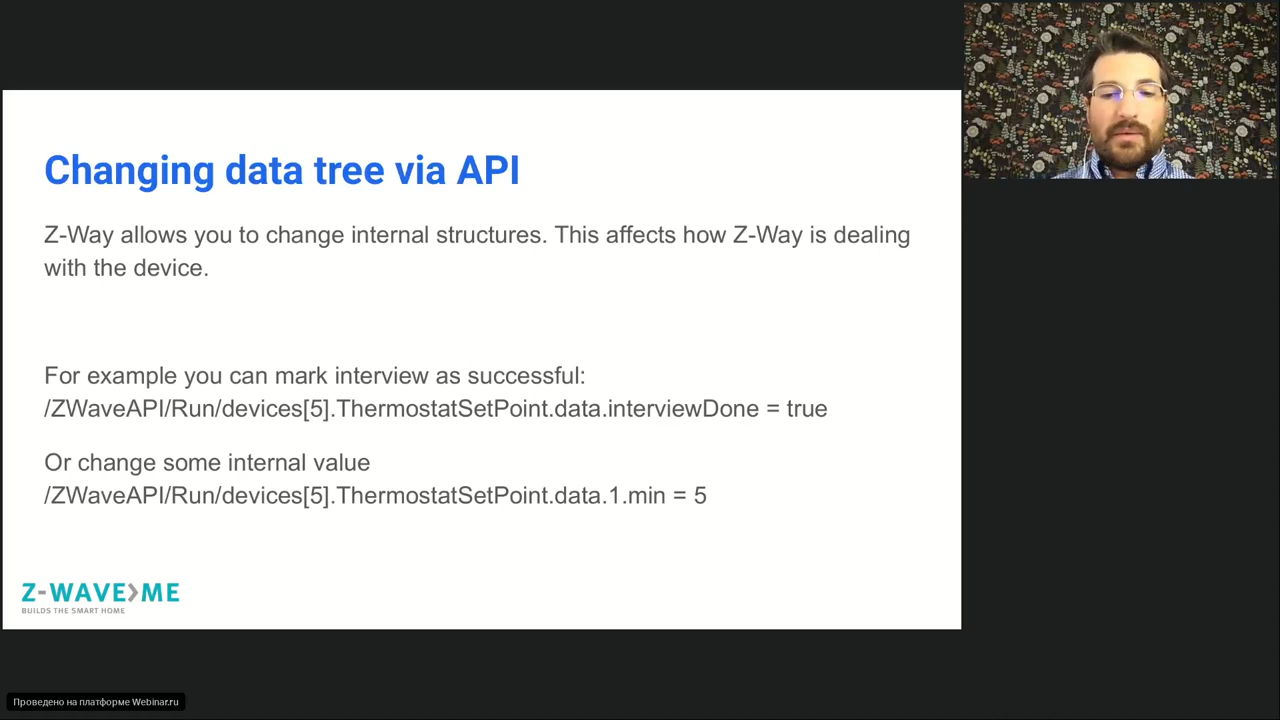 Changing data tree via API
Z-Way allows you to change internal structures. This affects how Z-Way is dealing
with the device.
For example you can mark interview as successful:
/ZWaveAPI/Run/devices[5].ThermostatSetPoint.data.interviewDone = true
Or change some internal value
/ZWaveAPI/Run/devices[5].ThermostatSetPoint.data.1.min = 5
Z-WAVE>ME
BUILDS THE SMART HOME
Проведено на платформе Webinar.ru